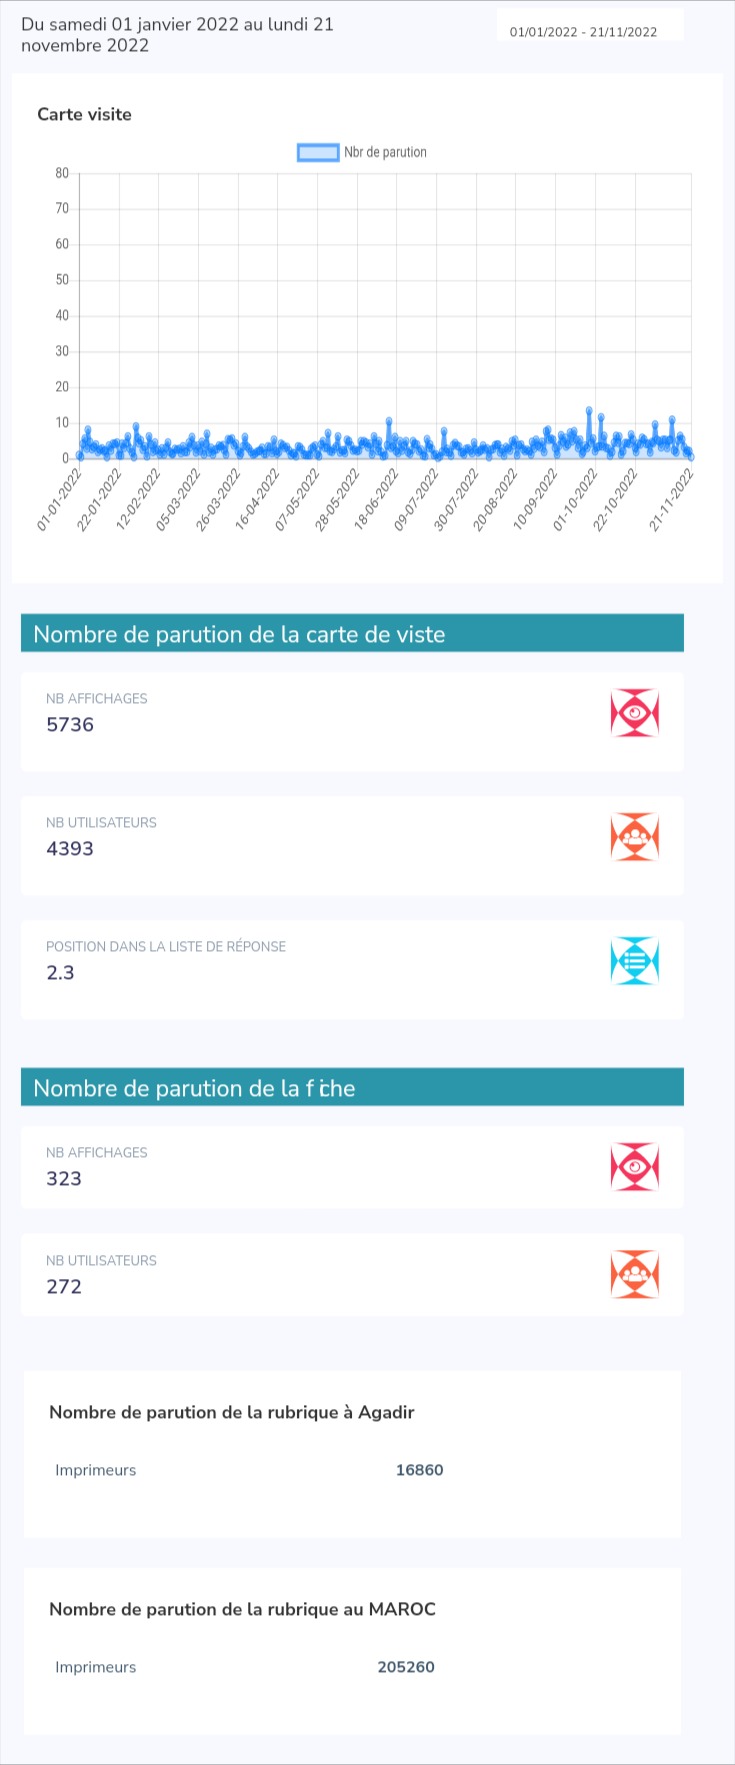 Du samedi 01 janvier 2022 au lundi 21
novembre 2022
01/01/2022 - 21/11/2022
Carte visite
Nbr de parution
80
70
60
50
40
30
20
10
0
01-01-2022
22-01-2022
12-02-2022
05-03-2022
26-03-2022
16-04-2022
07-05-2022
28-05-2022
18-06-2022
09-07-2022
30-07-2022
20-08-2022
10-09-2022
01-10-2022
22-10-2022
21-11-2022
Nombre de parution de la carte de viste
NB AFFICHAGES
5736
NB UTILISATEURS
4393
POSITION DANS LA LISTE DE RÉPONSE
2.3
Nombre de parution de la fiche
NB AFFICHAGES
323
NB UTILISATEURS
272
Nombre de parution de la rubrique à Agadir
Imprimeurs 16860
Nombre de parution de la rubrique au MAROC
Imprimeurs 205260